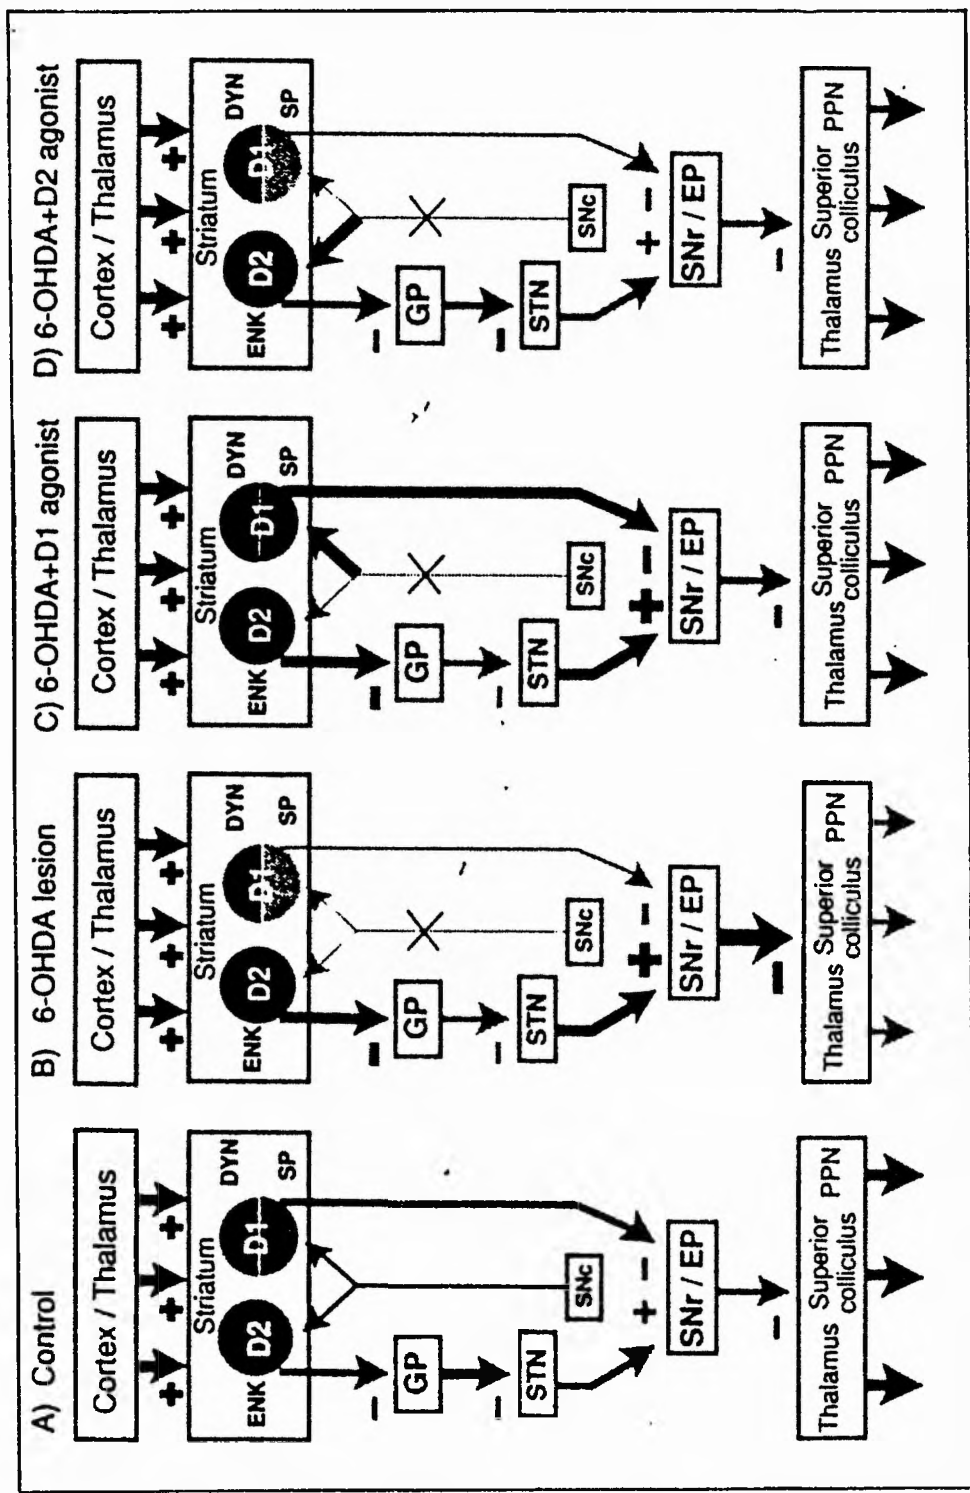 A) Control
Cortex / Thalamus
+ + +
Striatum
D2 D1
ENK DYN
SP
−
GP
−
STN
SNc
+ −
SNr / EP
−
Thalamus Superior colliculus PPN
B) 6-OHDA lesion
Cortex / Thalamus
+ + +
Striatum
D2 D1
ENK DYN
SP
−
GP
−
STN
SNc
+ −
SNr / EP
−
Thalamus Superior colliculus PPN
C) 6-OHDA+D1 agonist
Cortex / Thalamus
+ + +
Striatum
D2 D1
ENK DYN
SP
−
GP
−
STN
SNc
+ −
SNr / EP
−
Thalamus Superior colliculus PPN
D) 6-OHDA+D2 agonist
Cortex / Thalamus
+ + +
Striatum
D2 D1
ENK DYN
SP
−
GP
−
STN
SNc
+ −
SNr / EP
−
Thalamus Superior colliculus PPN